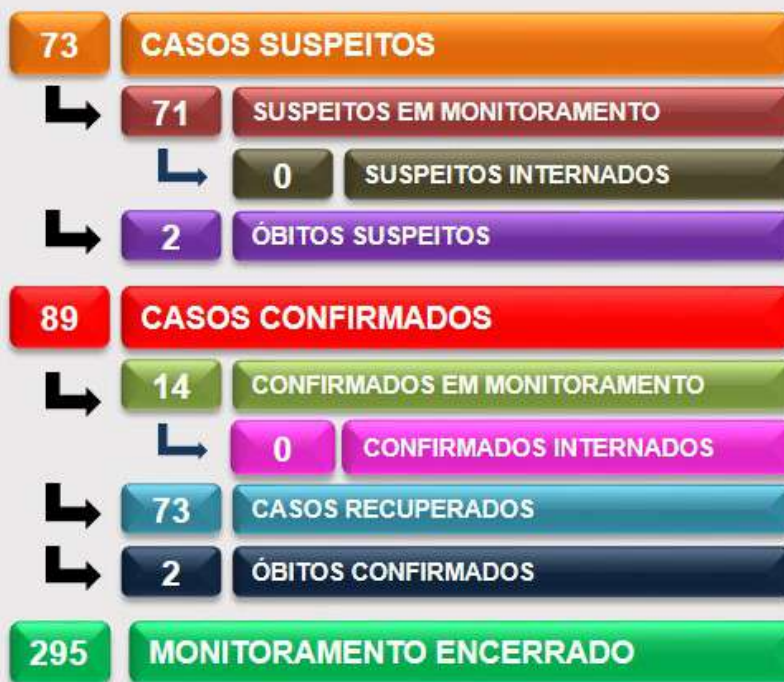 73 CASOS SUSPEITOS
71 SUSPEITOS EM MONITORAMENTO
0 SUSPEITOS INTERNADOS
2 ÓBITOS SUSPEITOS
89 CASOS CONFIRMADOS
14 CONFIRMADOS EM MONITORAMENTO
0 CONFIRMADOS INTERNADOS
73 CASOS RECUPERADOS
2 ÓBITOS CONFIRMADOS
295 MONITORAMENTO ENCERRADO